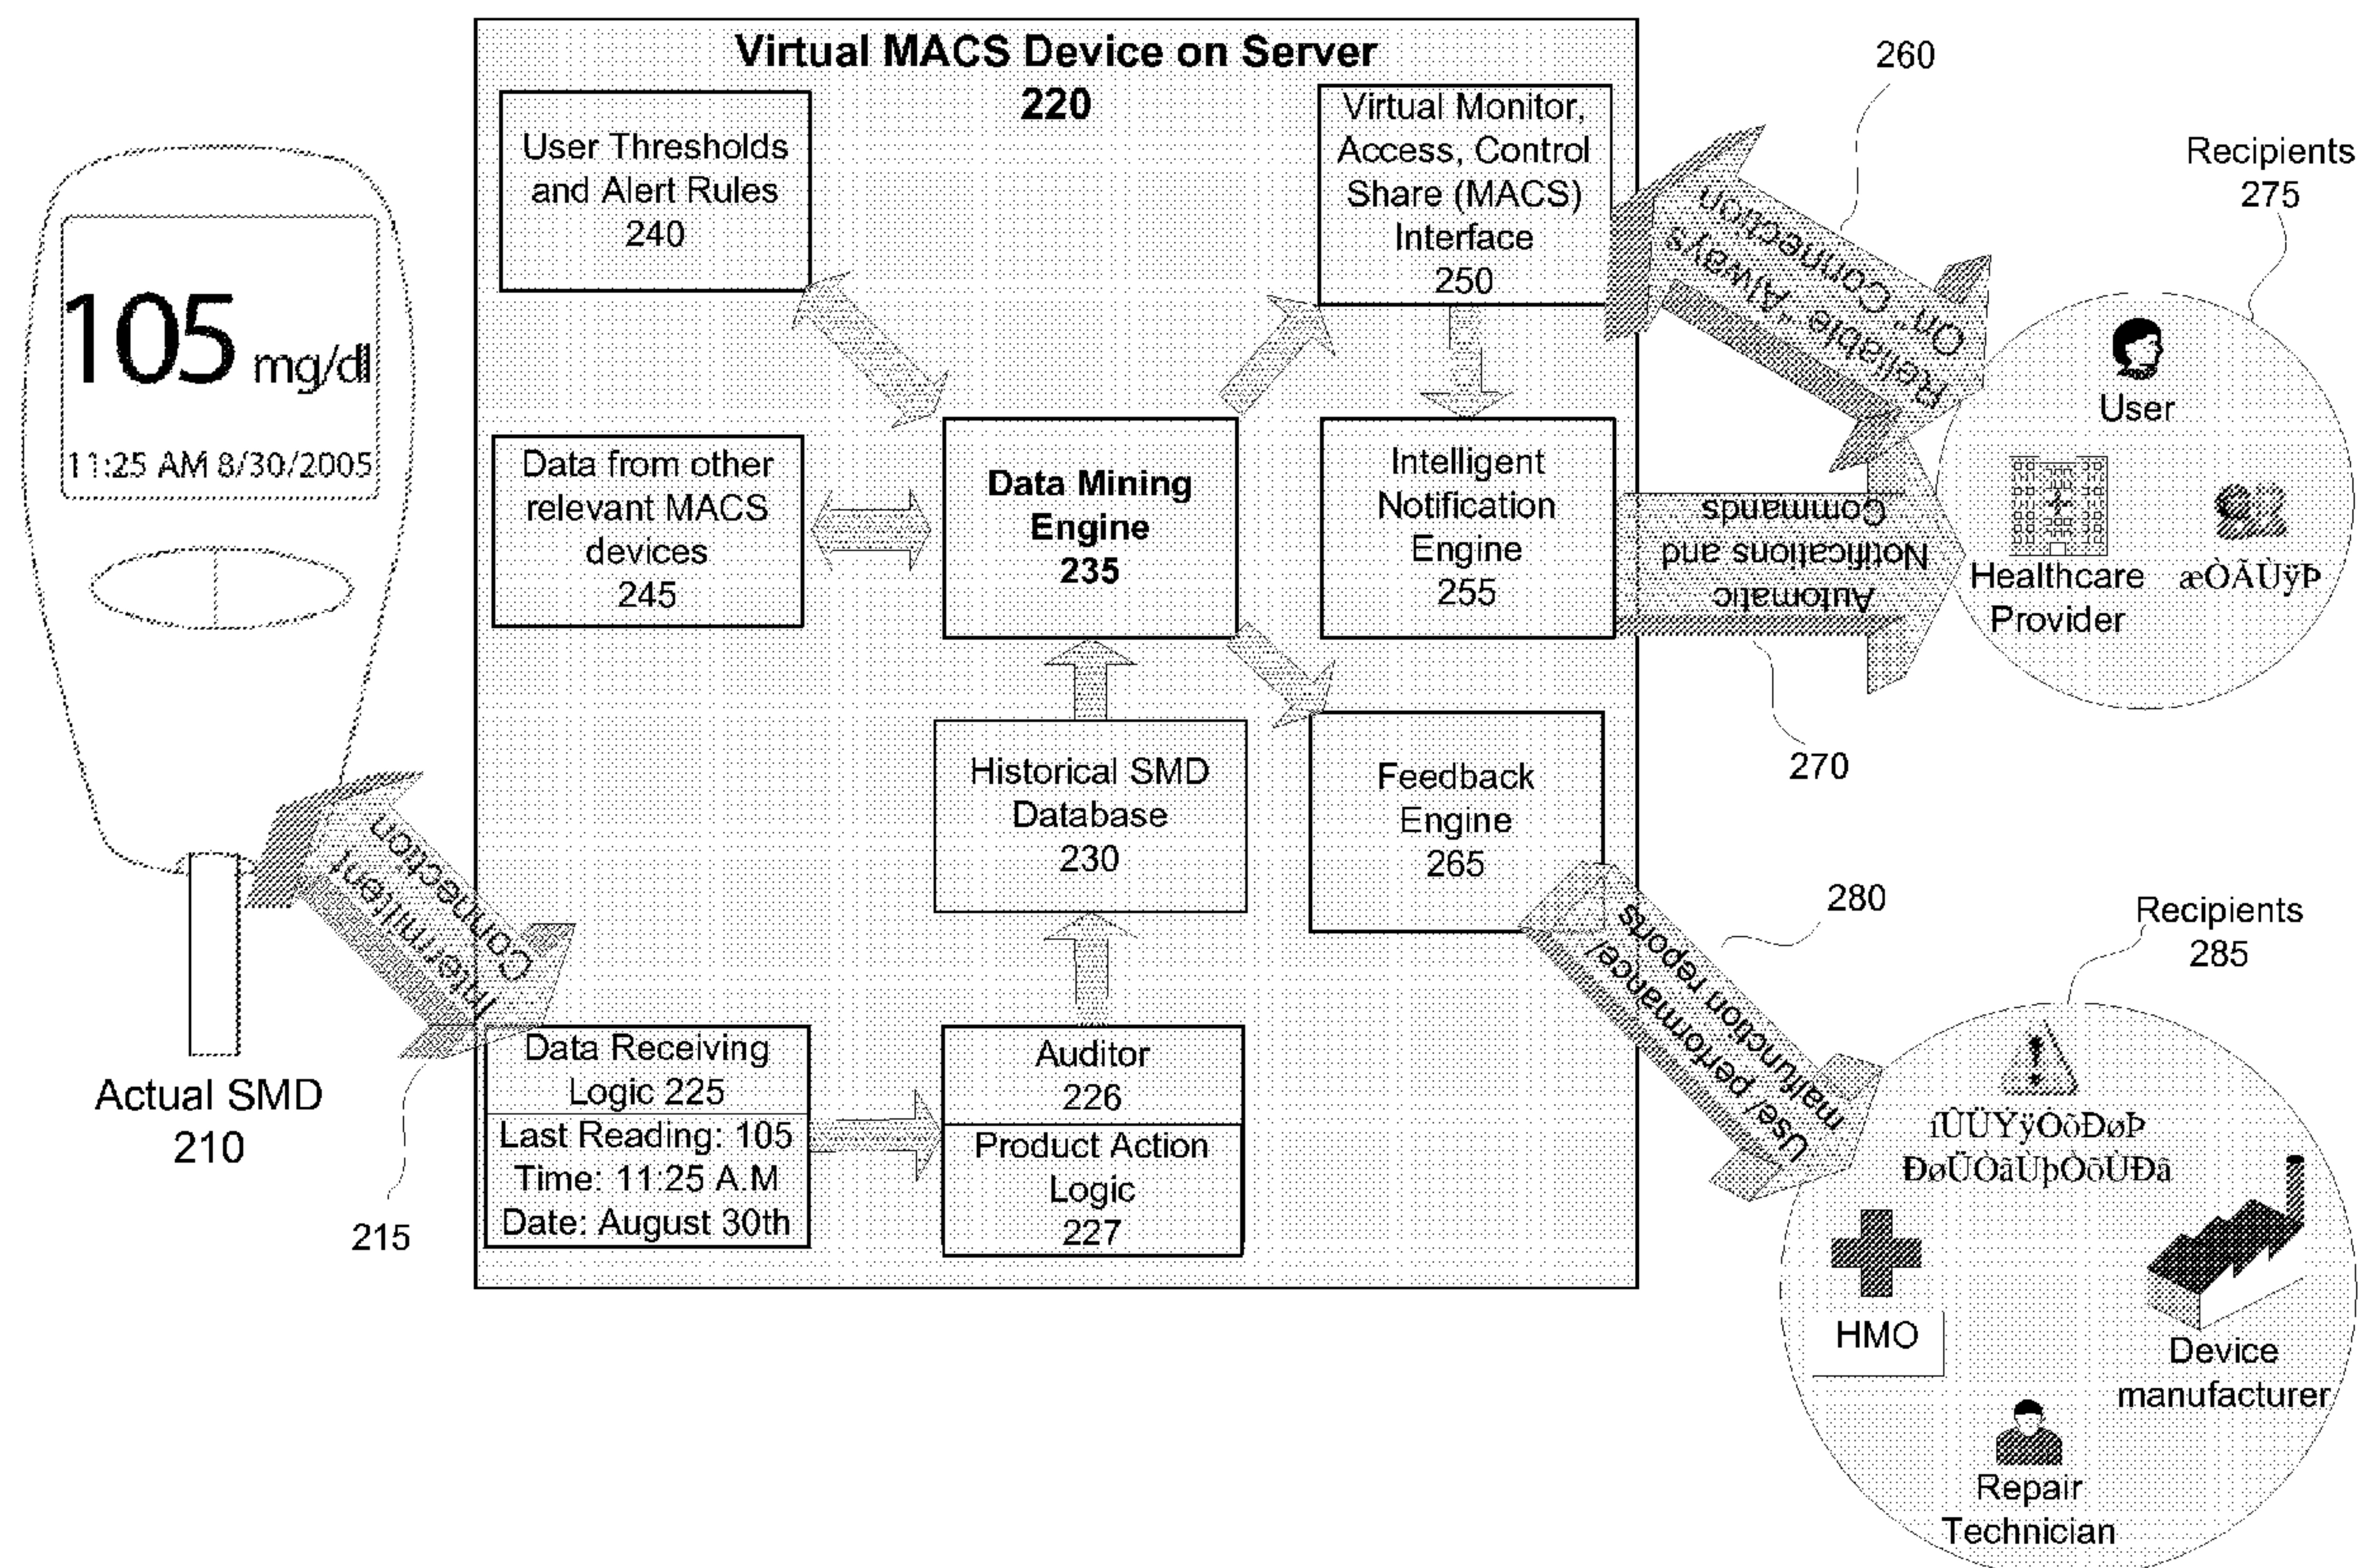 Virtual MACS Device on Server
220
105 mg/dl
11:25 AM 8/30/2005
Actual SMD
210
Intermittent
Connection
215
User Thresholds
and Alert Rules
240
Data from other
relevant MACS
devices
245
Data Receiving
Logic 225
Last Reading: 105
Time: 11:25 A.M
Date: August 30th
Data Mining
Engine
235
Historical SMD
Database
230
Auditor
226
Product Action
Logic
227
Virtual Monitor,
Access, Control
Share (MACS)
Interface
250
Intelligent
Notification
Engine
255
Feedback
Engine
265
260
Reliable "Always
On" Connection
Automatic
Notifications and
Commands
270
Recipients
275
User
Healthcare
Provider
æÒÃÙÿÞ
280
Use/ performance/
malfunction reports
Recipients
285
HMO
Device
manufacturer
Repair
Technician